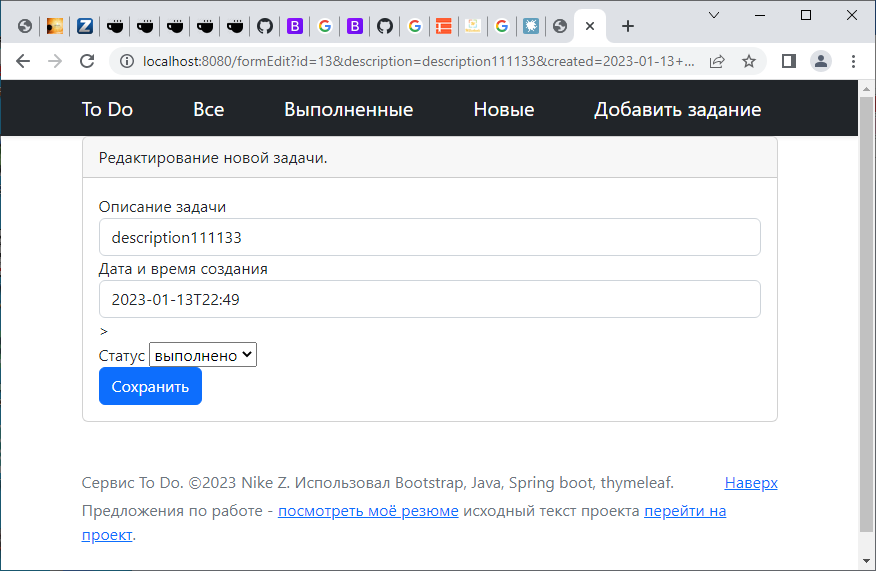 localhost:8080/formEdit?id=13&description=description111133&created=2023-01-13+...
To Do Все Выполненные Новые Добавить задание
Редактирование новой задачи.
Описание задачи
description111133
Дата и время создания
2023-01-13T22:49
>
Статус выполнено
Сохранить
Сервис To Do. ©2023 Nike Z. Использовал Bootstrap, Java, Spring boot, thymeleaf. Наверх
Предложения по работе - посмотреть моё резюме исходный текст проекта перейти на
проект.